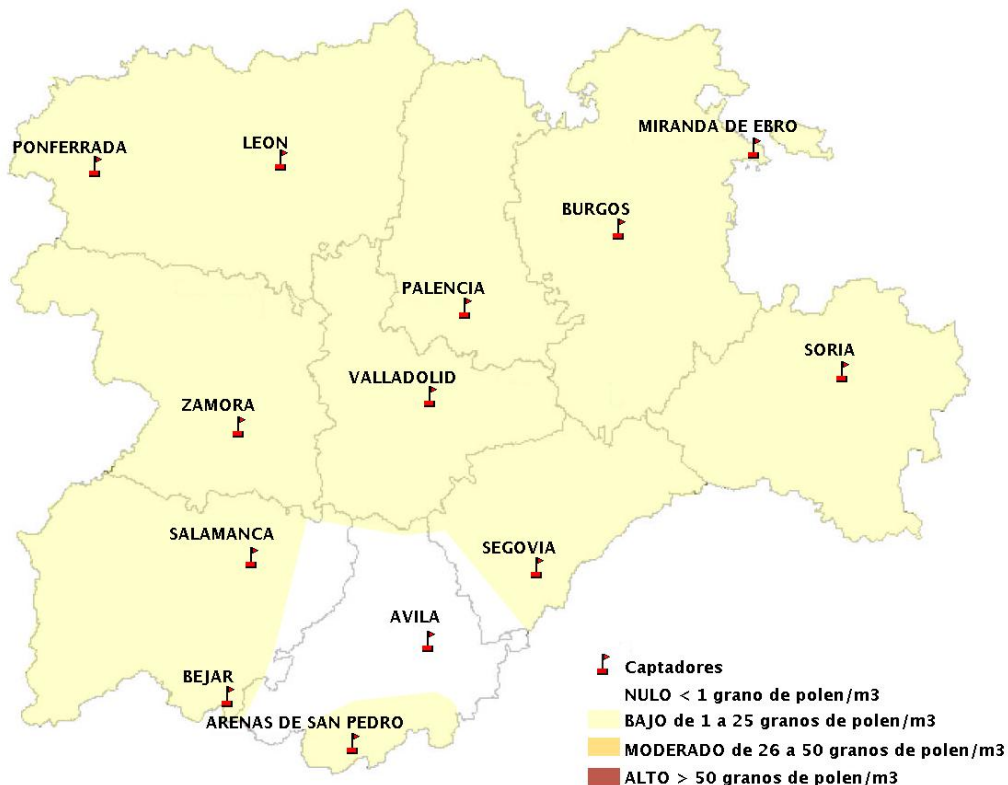 MIRANDA DE EBRO
PONFERRADA
LEON
BURGOS
PALENCIA
SORIA
VALLADOLID
ZAMORA
SALAMANCA
SEGOVIA
AVILA
BEJAR
ARENAS DE SAN PEDRO
Captadores
NULO < 1 grano de polen/m3
BAJO de 1 a 25 granos de polen/m3
MODERADO de 26 a 50 granos de polen/m3
ALTO > 50 granos de polen/m3